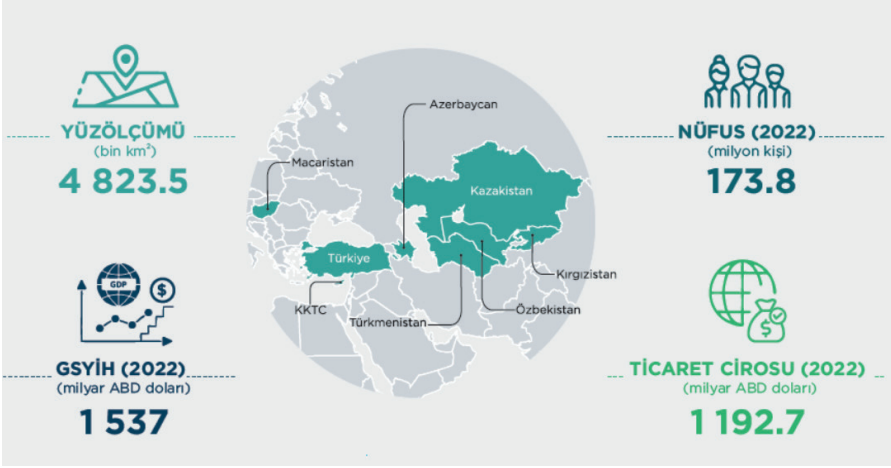 YÜZÖLÇÜMÜ
(bin km²)
4 823.5
GDP
$
GSYİH (2022)
(milyar ABD doları)
1 537
Azerbaycan
Macaristan
Kazakistan
Türkiye
Kırgızistan
KKTC
Özbekistan
Türkmenistan
NÜFUS (2022)
(milyon kişi)
173.8
$
TİCARET CİROSU (2022)
(milyar ABD doları)
1 192.7